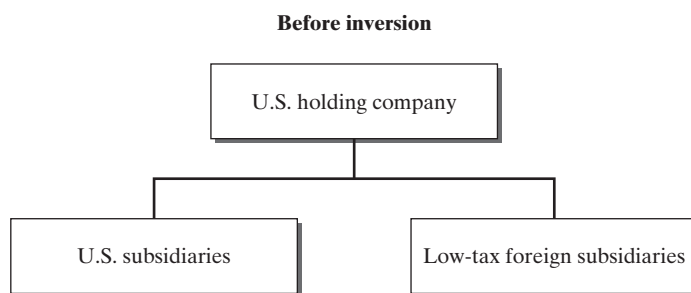 Before inversion
U.S. holding company
U.S. subsidiaries
Low-tax foreign subsidiaries